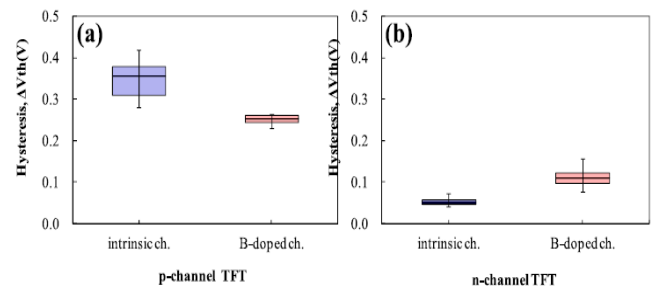 (a)
Hysteresis, ΔVth(V)
0.5
0.4
0.3
0.2
0.1
0.0
intrinsic ch.
B-doped ch.
p-channel TFT
(b)
Hysteresis, ΔVth(V)
0.5
0.4
0.3
0.2
0.1
0.0
intrinsic ch.
B-doped ch.
n-channel TFT